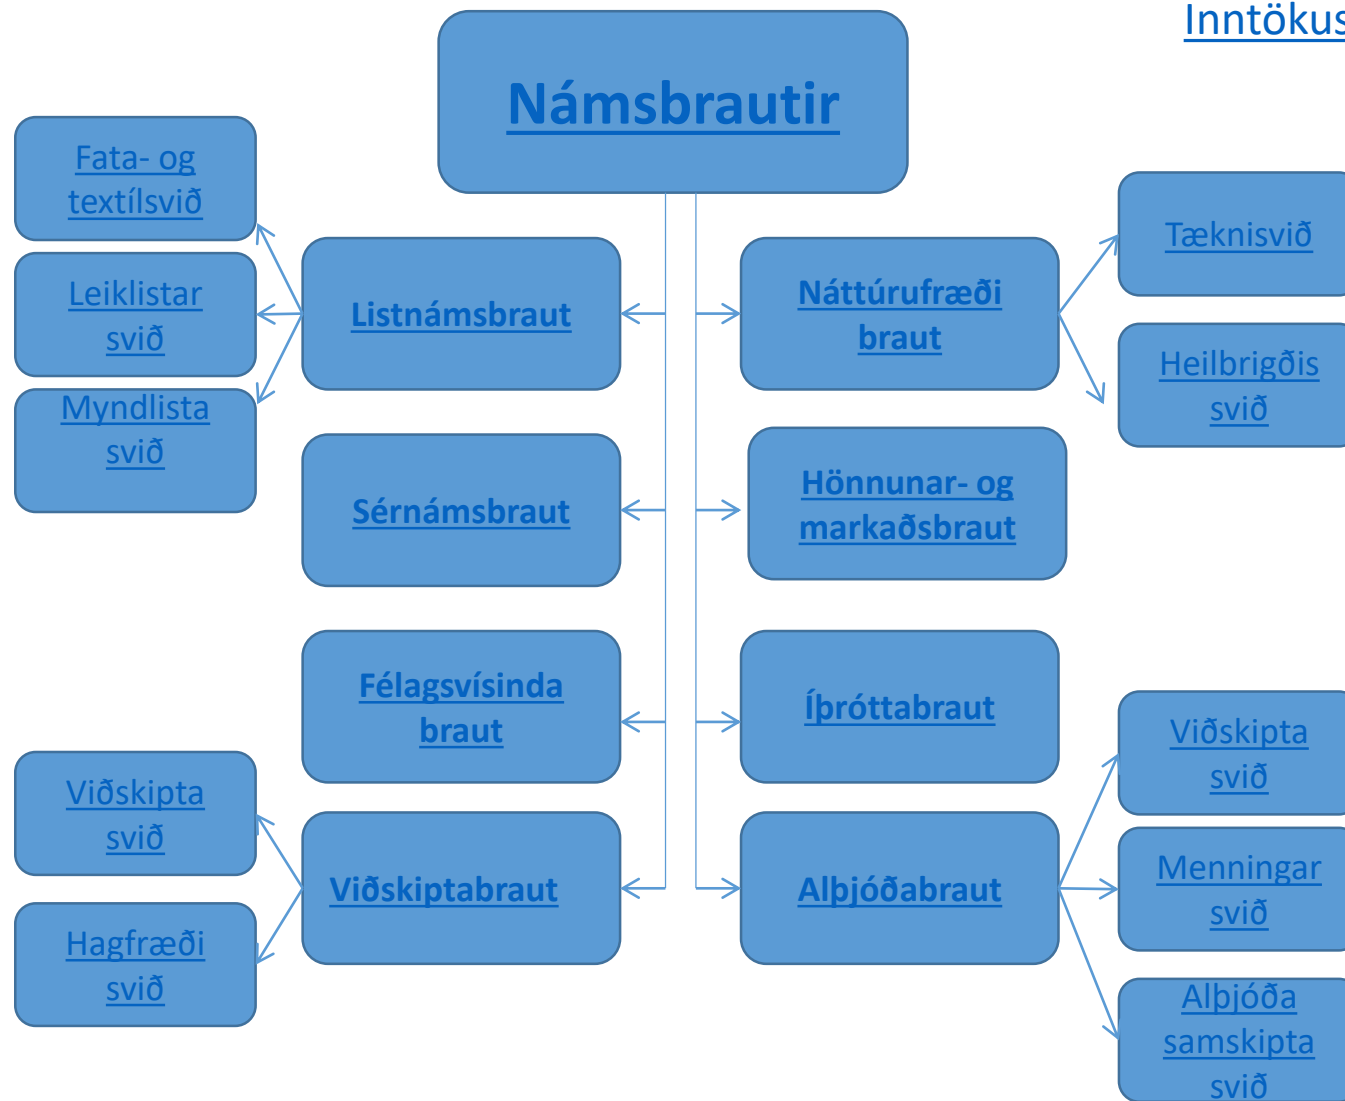 Inntökus
Námsbrautir
Fata- og
textílsvið
Leiklistar
svið
Myndlista
svið
Listnámsbraut
Náttúrufræði
braut
Tæknisvið
Heilbrigðis
svið
Sérnámsbraut
Hönnunar- og
markaðsbraut
Félagsvísinda
braut
Íþróttabraut
Viðskipta
svið
Hagfræði
svið
Viðskiptabraut
Alþjóðabraut
Viðskipta
svið
Menningar
svið
Alþjóða
samskipta
svið